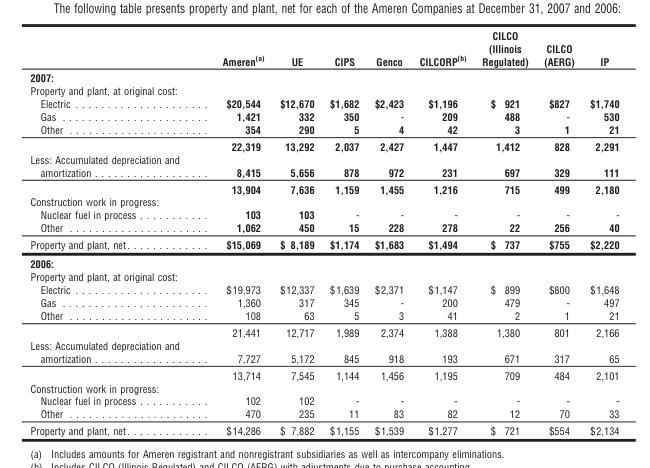 The following table presents property and plant, net for each of the Ameren Companies at December 31, 2007 and 2006:
CILCO
(Illinois CILCO
Ameren(a) UE CIPS Genco CILCORP(b) Regulated) (AERG) IP
2007:
Property and plant, at original cost:
Electric . . . . . . . . . . . . . . . . . . . . . $20,544 $12,670 $1,682 $2,423 $1,196 $ 921 $827 $1,740
Gas . . . . . . . . . . . . . . . . . . . . . . . 1,421 332 350 - 209 488 - 530
Other . . . . . . . . . . . . . . . . . . . . . . 354 290 5 4 42 3 1 21
22,319 13,292 2,037 2,427 1,447 1,412 828 2,291
Less: Accumulated depreciation and
amortization . . . . . . . . . . . . . . . . . . 8,415 5,656 878 972 231 697 329 111
13,904 7,636 1,159 1,455 1,216 715 499 2,180
Construction work in progress:
Nuclear fuel in process . . . . . . . . . . . 103 103 - - - - - -
Other . . . . . . . . . . . . . . . . . . . . . . 1,062 450 15 228 278 22 256 40
Property and plant, net. . . . . . . . . . . . . $15,069 $ 8,189 $1,174 $1,683 $1,494 $ 737 $755 $2,220
2006:
Property and plant, at original cost:
Electric . . . . . . . . . . . . . . . . . . . . . $19,973 $12,337 $1,639 $2,371 $1,147 $ 899 $800 $1,648
Gas . . . . . . . . . . . . . . . . . . . . . . . 1,360 317 345 - 200 479 - 497
Other . . . . . . . . . . . . . . . . . . . . . . 108 63 5 3 41 2 1 21
21,441 12,717 1,989 2,374 1,388 1,380 801 2,166
Less: Accumulated depreciation and
amortization . . . . . . . . . . . . . . . . . . 7,727 5,172 845 918 193 671 317 65
13,714 7,545 1,144 1,456 1,195 709 484 2,101
Construction work in progress:
Nuclear fuel in process . . . . . . . . . . . 102 102 - - - - - -
Other . . . . . . . . . . . . . . . . . . . . . . 470 235 11 83 82 12 70 33
Property and plant, net. . . . . . . . . . . . . $14,286 $ 7,882 $1,155 $1,539 $1,277 $ 721 $554 $2,134
(a) Includes amounts for Ameren registrant and nonregistrant subsidiaries as well as intercompany eliminations.
(b) Includes CILCO (Illinois Regulated) and CILCO (AERG) with adjustments due to purchase accounting.